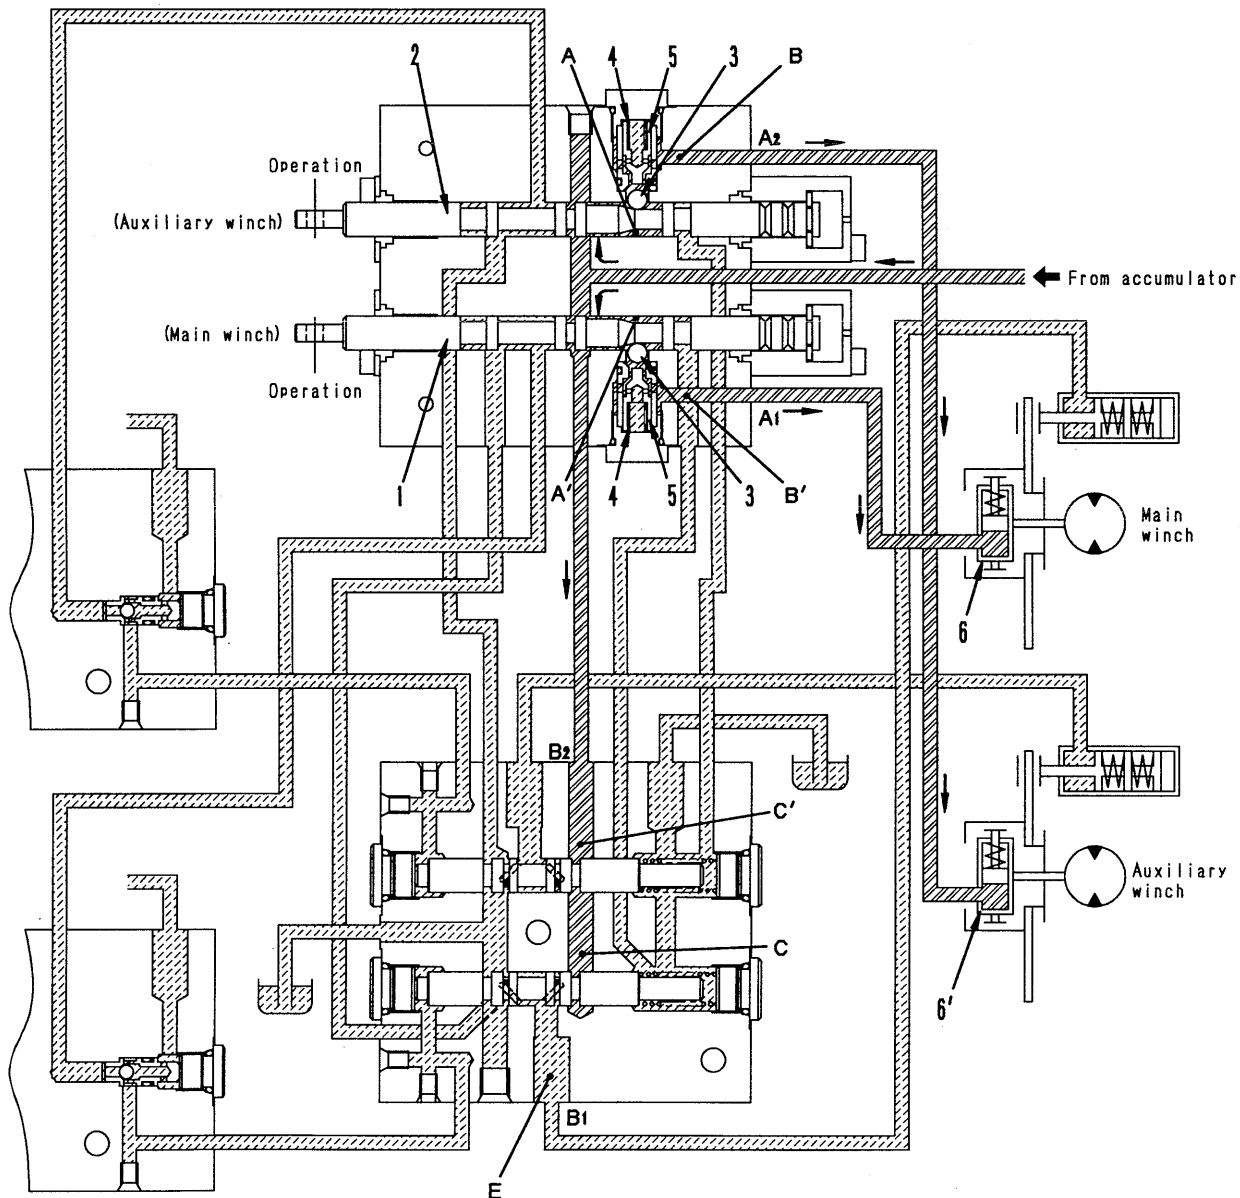 2 A 4 5 3 B
A2
Operation
(Auxiliary winch)
From accumulator
(Main winch)
Operation
A1
1 A' 4 5 3 B'
Main
winch
6
B2
C'
Auxiliary
winch
C
6'
B1
E